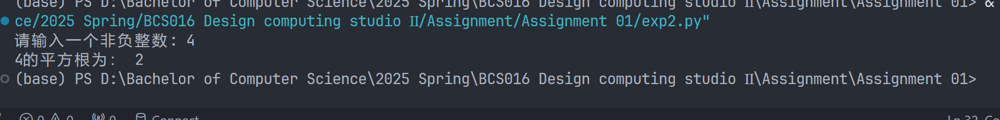 (base) PS D:\Bachelor of Computer Science\2025 Spring\BCS016 Design computing studio Ⅱ\Assignment\Assignment 01> &
ce/2025 Spring/BCS016 Design computing studio Ⅱ/Assignment/Assignment 01/exp2.py"
请输入一个非负整数: 4
4的平方根为:  2
(base) PS D:\Bachelor of Computer Science\2025 Spring\BCS016 Design computing studio Ⅱ\Assignment\Assignment 01>
0 0 0 Connect Ln 32, Co